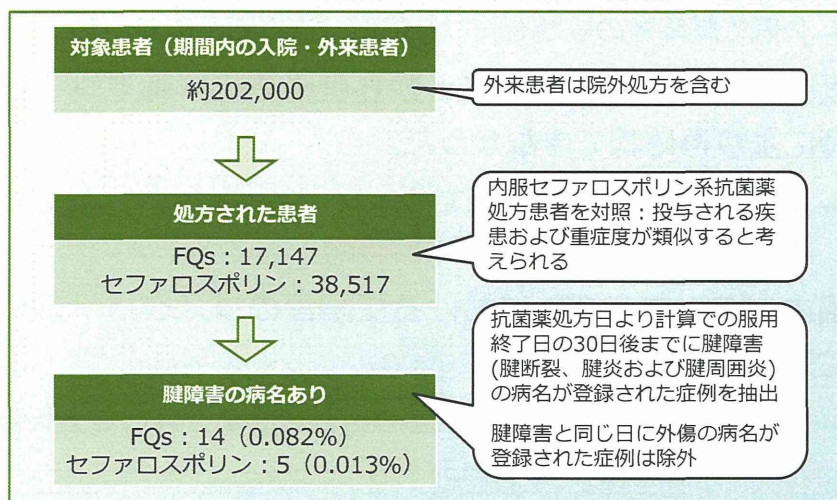 対象患者（期間内の入院・外来患者）
約202,000
外来患者は院外処方を含む
処方された患者
FQs：17,147
セファロスポリン：38,517
内服セファロスポリン系抗菌薬
処方患者を対照：投与される疾
患および重症度が類似すると考
えられる
腱障害の病名あり
FQs：14（0.082%）
セファロスポリン：5（0.013%）
抗菌薬処方日より計算での服用
終了日の30日後までに腱障害
(腱断裂、腱炎および腱周囲炎)
の病名が登録された症例を抽出
腱障害と同じ日に外傷の病名が
登録された症例は除外